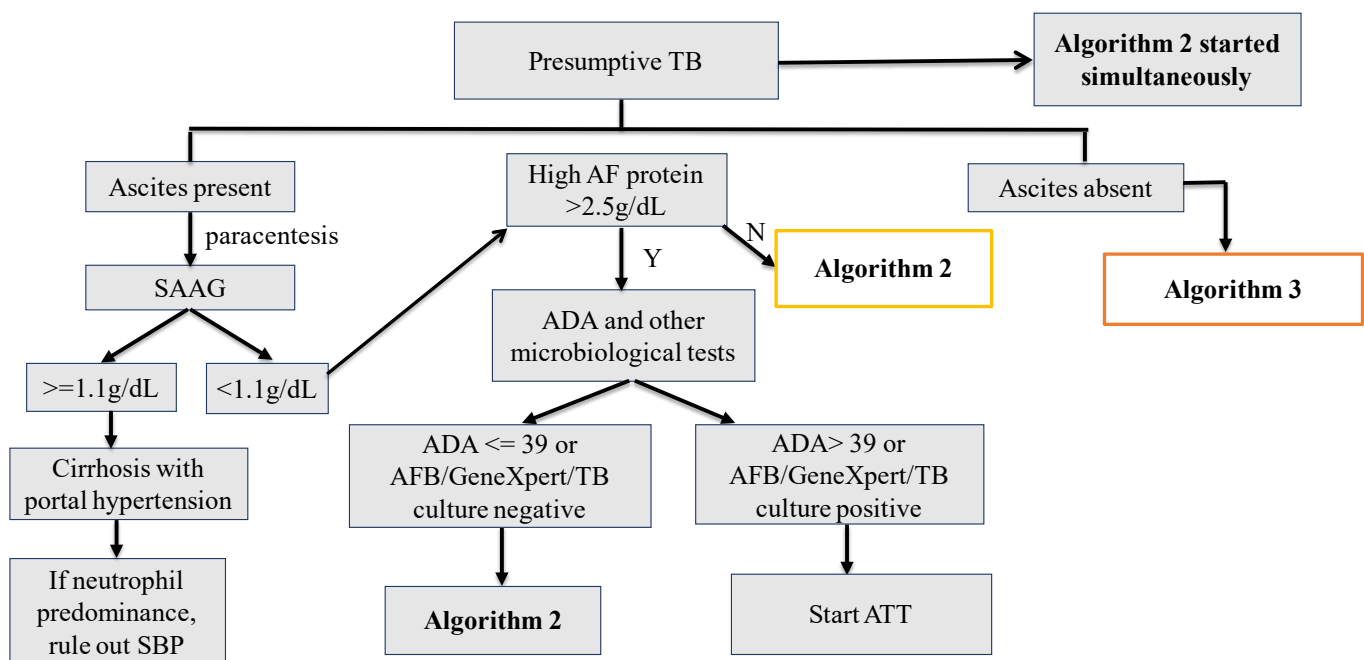 Presumptive TB
Algorithm 2 started
simultaneously
Ascites present
High AF protein
>2.5g/dL
Ascites absent
paracentesis
N
Y
Algorithm 2
Algorithm 3
SAAG
ADA and other
microbiological tests
>=1.1g/dL
<1.1g/dL
Cirrhosis with
portal hypertension
ADA <= 39 or
AFB/GeneXpert/TB
culture negative
ADA> 39 or
AFB/GeneXpert/TB
culture positive
If neutrophil
predominance,
rule out SBP
Algorithm 2
Start ATT